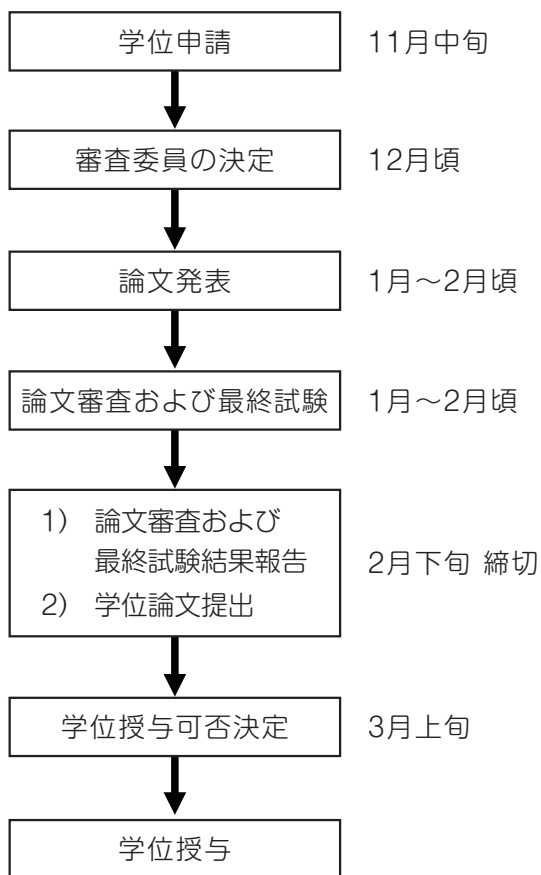 学位申請 11月中旬
審査委員の決定 12月頃
論文発表 1月～2月頃
論文審査および最終試験 1月～2月頃
1) 論文審査および
最終試験結果報告
2月下旬 締切
2) 学位論文提出
学位授与可否決定 3月上旬
学位授与